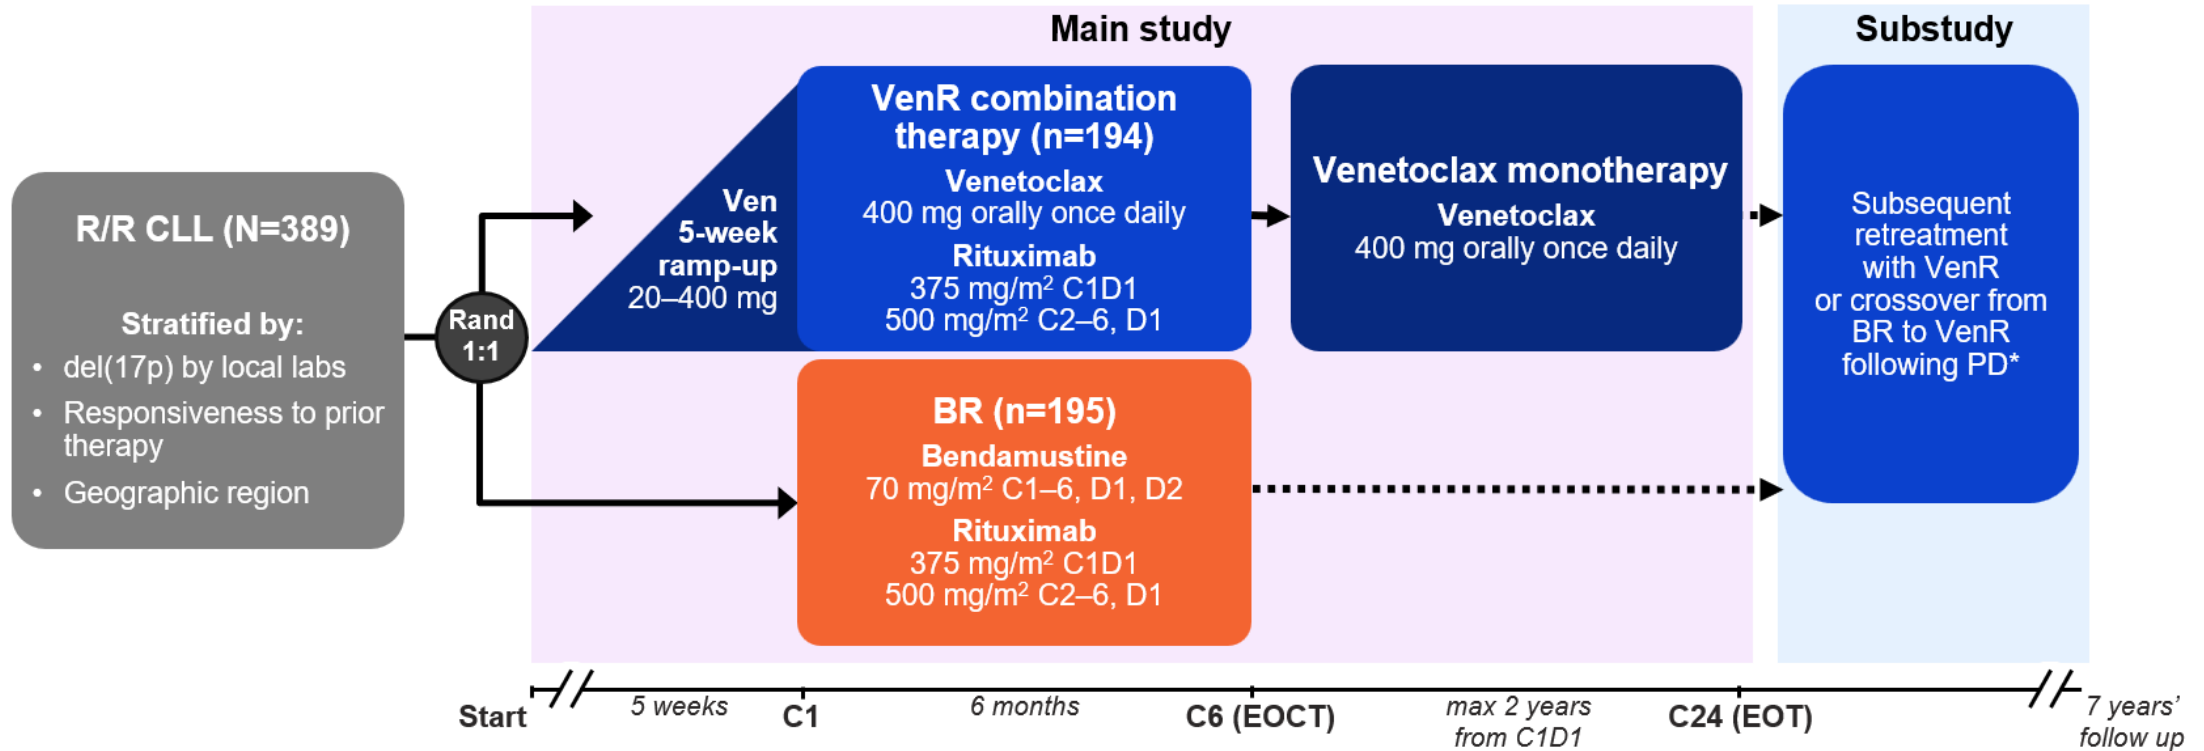 Main study
Substudy
R/R CLL (N=389)
Stratified by:
• del(17p) by local labs
• Responsiveness to prior
therapy
• Geographic region
Rand
1:1
Ven
5-week
ramp-up
20–400 mg
VenR combination
therapy (n=194)
Venetoclax
400 mg orally once daily
Rituximab
375 mg/m² C1D1
500 mg/m² C2–6, D1
Venetoclax monotherapy
Venetoclax
400 mg orally once daily
Subsequent
retreatment
with VenR
or crossover from
BR to VenR
following PD*
BR (n=195)
Bendamustine
70 mg/m² C1–6, D1, D2
Rituximab
375 mg/m² C1D1
500 mg/m² C2–6, D1
Start
5 weeks
C1
6 months
C6 (EOCT)
max 2 years
from C1D1
C24 (EOT)
7 years’
follow up